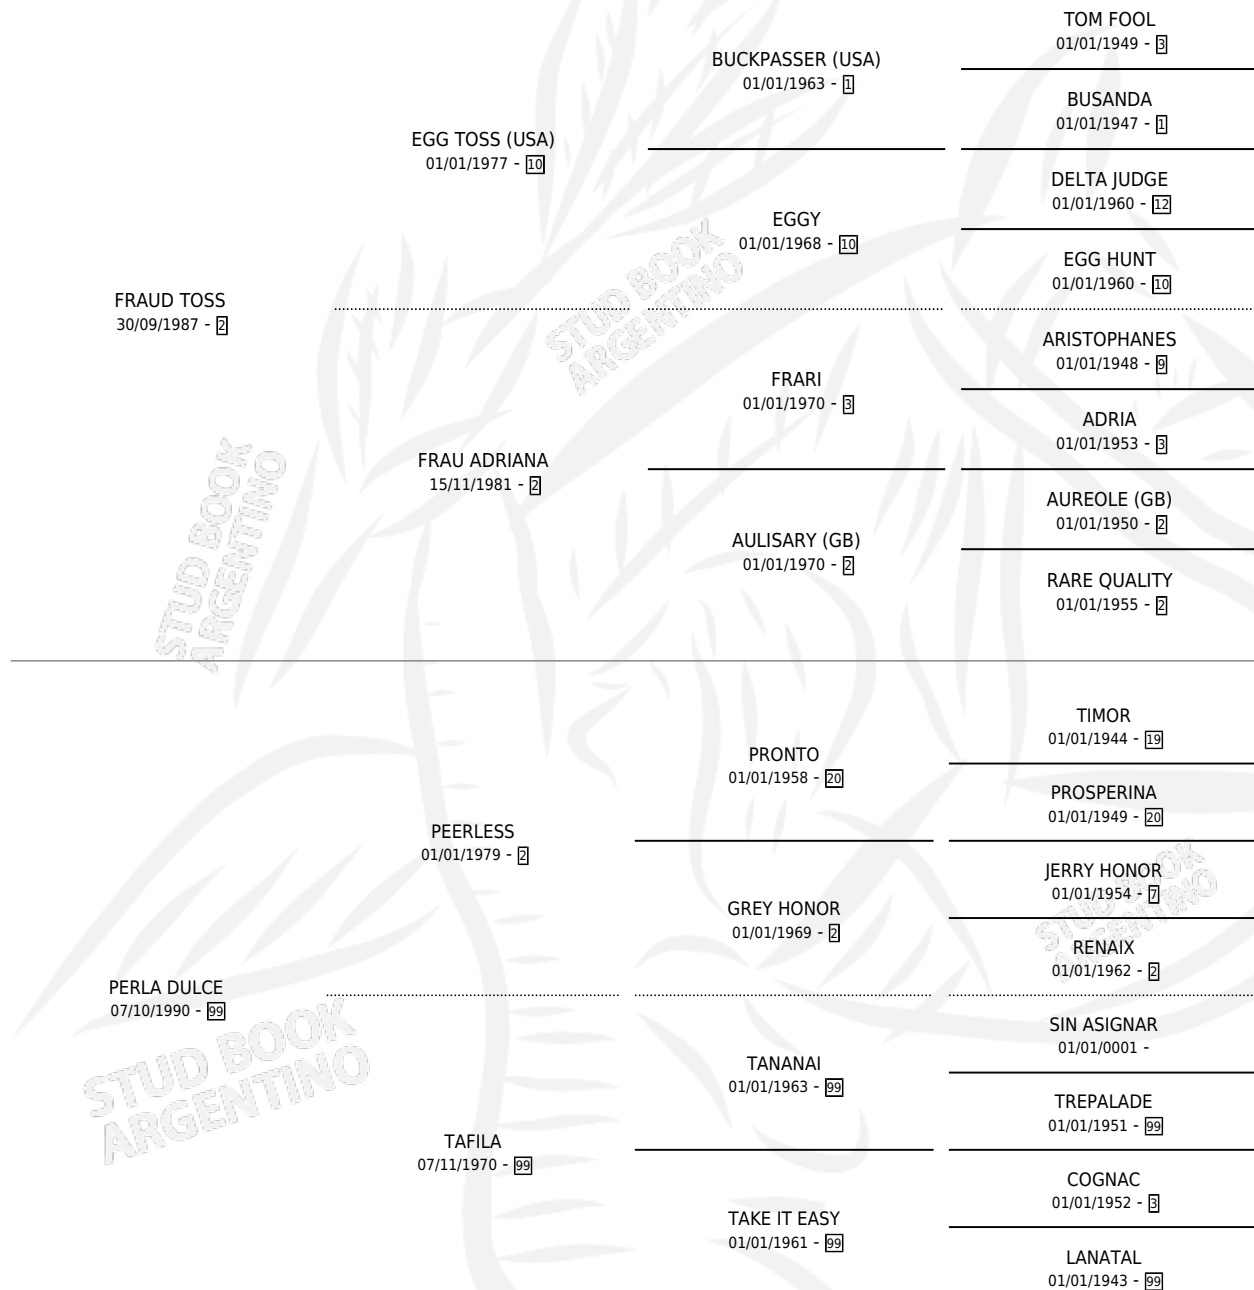 TOM FOOL
01/01/1949 - 3
BUCKPASSER (USA)
01/01/1963 - 1
BUSANDA
01/01/1947 - 1
EGG TOSS (USA)
01/01/1977 - 10
DELTA JUDGE
01/01/1960 - 12
EGGY
01/01/1968 - 10
EGG HUNT
01/01/1960 - 10
FRAUD TOSS
30/09/1987 - 2
STUD BOOK
ARGENTINO
ARISTOPHANES
01/01/1948 - 9
FRARI
01/01/1970 - 3
ADRIA
01/01/1953 - 3
FRAU ADRIANA
15/11/1981 - 2
AUREOLE (GB)
01/01/1950 - 2
AULISARY (GB)
01/01/1970 - 2
RARE QUALITY
01/01/1955 - 2
STUD BOOK
ARGENTINO
TIMOR
01/01/1944 - 19
PRONTO
01/01/1958 - 20
PROSPERINA
01/01/1949 - 20
PEERLESS
01/01/1979 - 2
JERRY HONOR
01/01/1954 - 7
GREY HONOR
01/01/1969 - 2
RENAIX
01/01/1962 - 2
STUD BOOK
ARGENTINO
PERLA DULCE
07/10/1990 - 99
SIN ASIGNAR
01/01/0001 -
TANANAI
01/01/1963 - 99
TREPALADE
01/01/1951 - 99
STUD BOOK
ARGENTINO
TAFILA
07/11/1970 - 99
COGNAC
01/01/1952 - 3
TAKE IT EASY
01/01/1961 - 99
LANATAL
01/01/1943 - 99